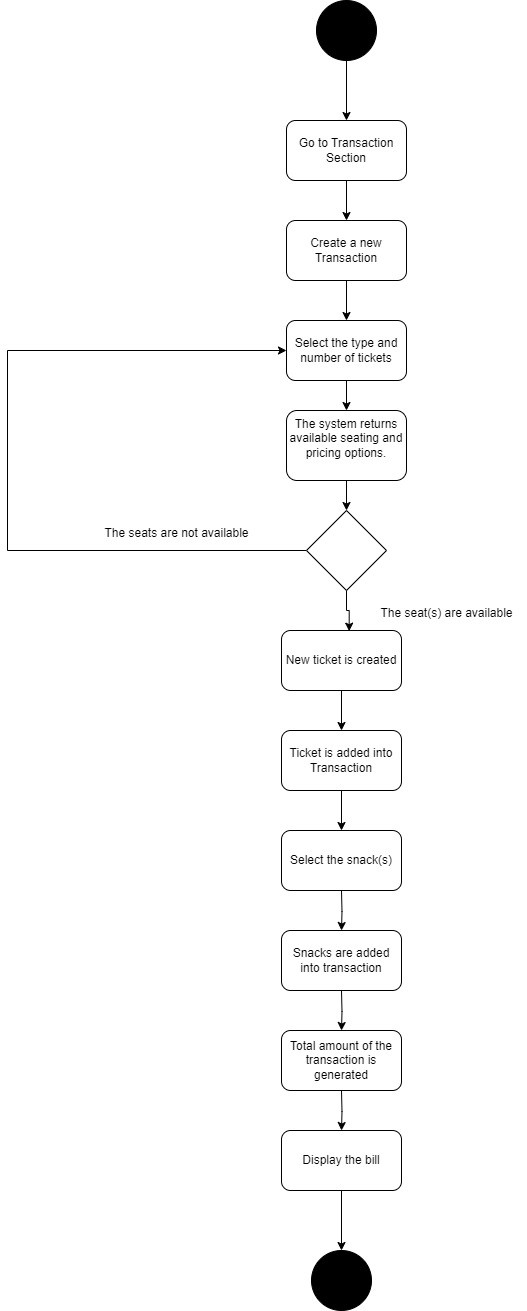 Go to Transaction
Section
Create a new
Transaction
Select the type and
number of tickets
The system returns
available seating and
pricing options.
The seats are not available
The seat(s) are available
New ticket is created
Ticket is added into
Transaction
Select the snack(s)
Snacks are added
into transaction
Total amount of the
transaction is
generated
Display the bill